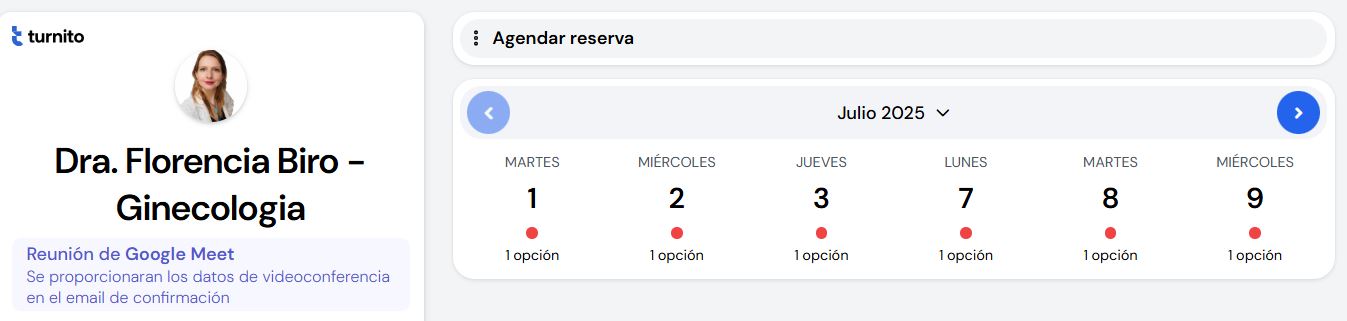 turnito
Dra. Florencia Biro -
Ginecologia
Reunión de Google Meet
Se proporcionaran los datos de videoconferencia
en el email de confirmación
Agendar reserva
Julio 2025
MARTES MIÉRCOLES JUEVES LUNES MARTES MIÉRCOLES
1 2 3 7 8 9
1 opción 1 opción 1 opción 1 opción 1 opción 1 opción